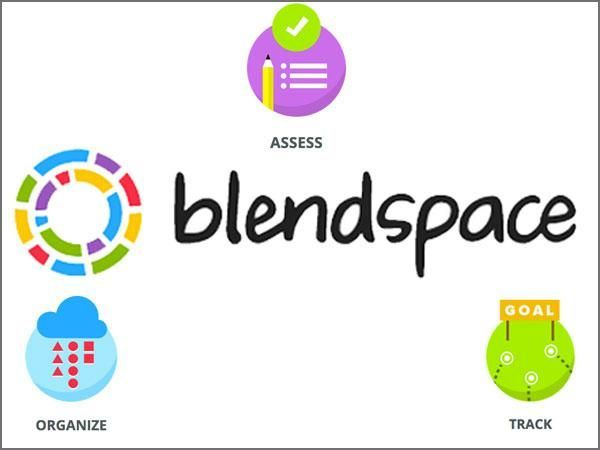 ASSESS
blendspace
GOAL
ORGANIZE
TRACK